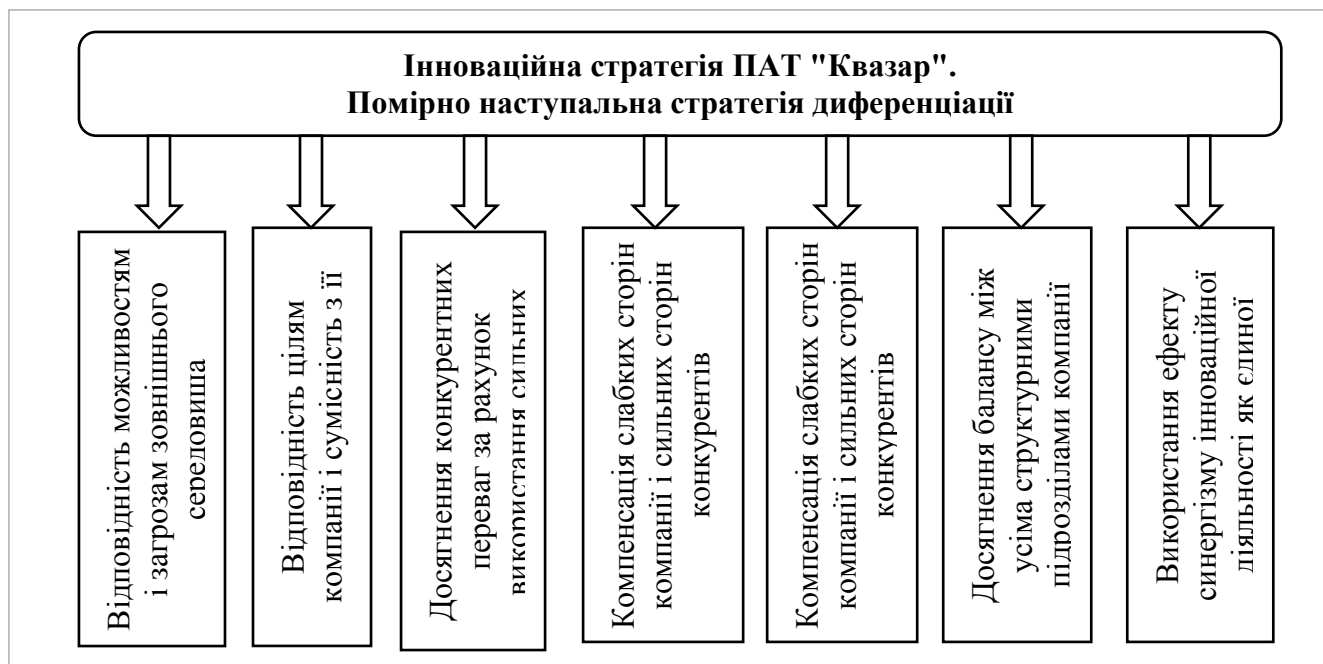 Інноваційна стратегія ПАТ "Квазар".
Помірно наступальна стратегія диференціації
Відповідність можливостям
і загрозам зовнішнього
середовища
Відповідність цілям
компанії і сумісність з її
Досягнення конкурентних
переваг за рахунок
використання сильних
Компенсація слабких сторін
компанії і сильних сторін
конкурентів
Компенсація слабких сторін
компанії і сильних сторін
конкурентів
Досягнення балансу між
усіма структурними
підрозділами компанії
Використання ефекту
синергізму інноваційної
діяльності як єдиної